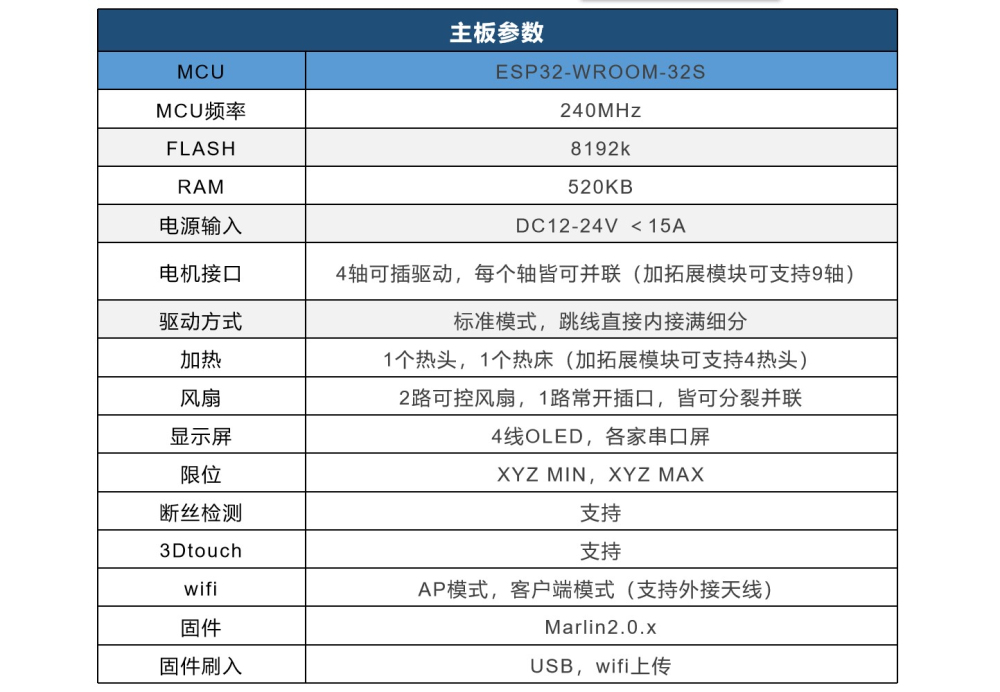 主板参数
MCU ESP32-WROOM-32S
MCU频率 240MHz
FLASH 8192k
RAM 520KB
电源输入 DC12-24V ＜15A
电机接口 4轴可插驱动，每个轴皆可并联（加拓展模块可支持9轴）
驱动方式 标准模式，跳线直接内接满细分
加热 1个热头，1个热床（加拓展模块可支持4热头）
风扇 2路可控风扇，1路常开插口，皆可分裂并联
显示屏 4线OLED，各家串口屏
限位 XYZ MIN，XYZ MAX
断丝检测 支持
3Dtouch 支持
wifi AP模式，客户端模式（支持外接天线）
固件 Marlin2.0.x
固件刷入 USB，wifi上传